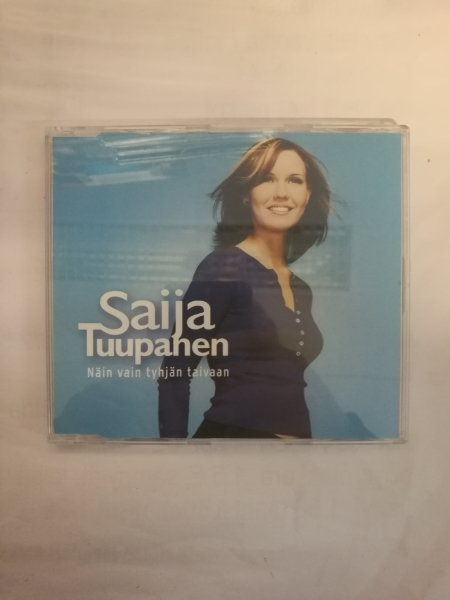 Saija
Tuupanen
Näin vain tyhjän taivaan